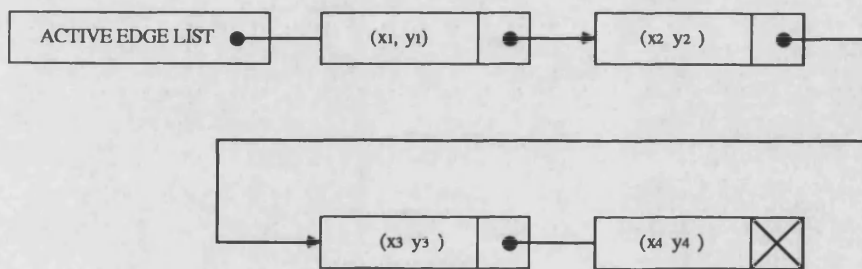 ACTIVE EDGE LIST (x1, y1) (x2 y2 )
(x3 y3 ) (x4 y4 )